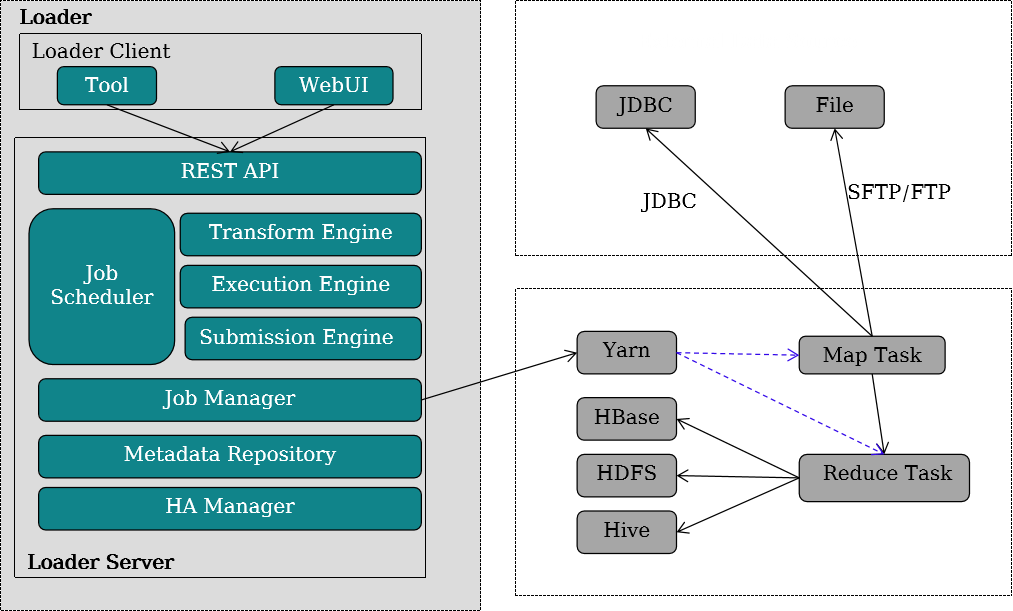 Loader
Loader Client
Tool
WebUI
REST API
Job
Scheduler
Transform Engine
Execution Engine
Submission Engine
Job Manager
Metadata Repository
HA Manager
Loader Server
JDBC
File
JDBC
SFTP/FTP
Yarn
Map Task
HBase
HDFS
Reduce Task
Hive